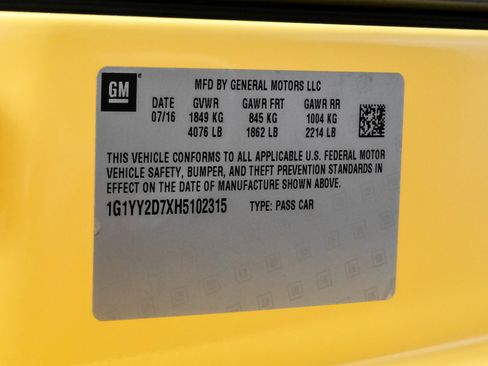 GM
MFD BY GENERAL MOTORS LLC
DATE GVWR GAWR FRT GAWR RR
07/16 1849 KG 845 KG 1004 KG
4076 LB 1862 LB 2214 LB
THIS VEHICLE CONFORMS TO ALL APPLICABLE U.S. FEDERAL MOTOR
VEHICLE SAFETY, BUMPER, AND THEFT PREVENTION STANDARDS IN
EFFECT ON THE DATE OF MANUFACTURE SHOWN ABOVE.
1G1YY2D7XH5102315 TYPE: PASS CAR